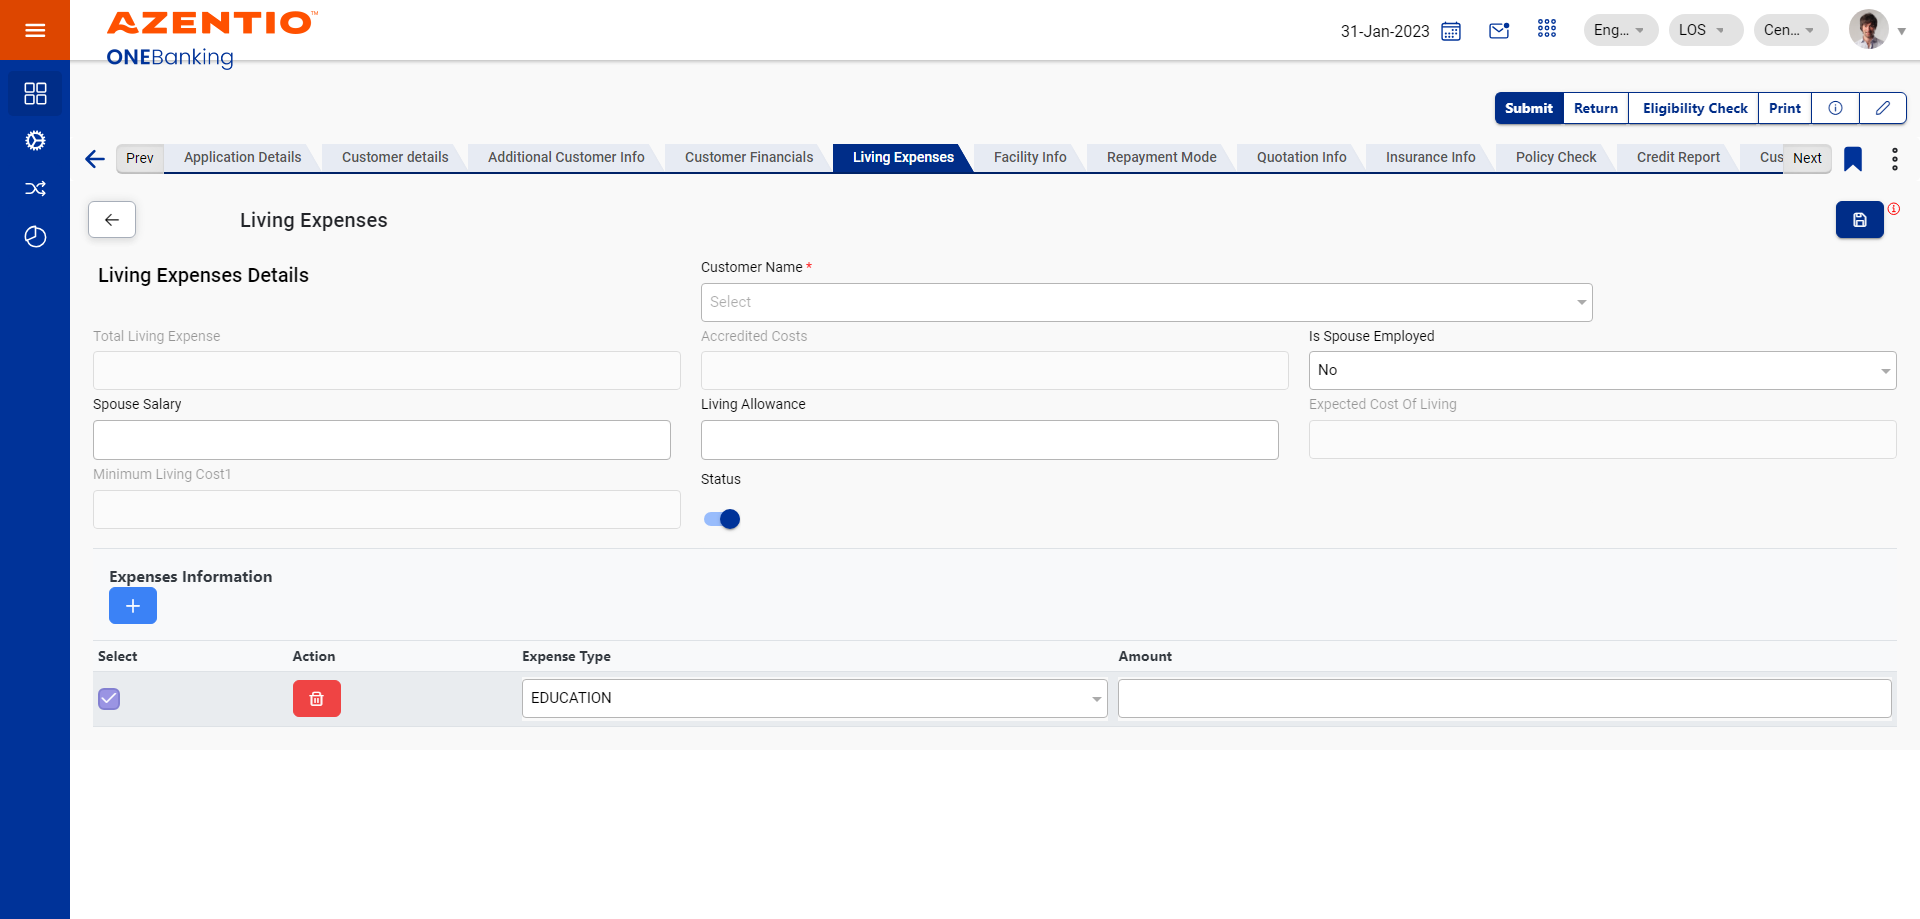 AZENTIO™
ONEBanking
31-Jan-2023
Eng...
LOS
Cen...
Submit
Return
Eligibility Check
Print
Prev
Application Details
Customer details
Additional Customer Info
Customer Financials
Living Expenses
Facility Info
Repayment Mode
Quotation Info
Insurance Info
Policy Check
Credit Report
Cus
Next
Living Expenses
Living Expenses Details
Customer Name *
Select
Total Living Expense
Accredited Costs
Is Spouse Employed
No
Spouse Salary
Living Allowance
Expected Cost Of Living
Minimum Living Cost1
Status
Expenses Information
Select
Action
Expense Type
Amount
EDUCATION